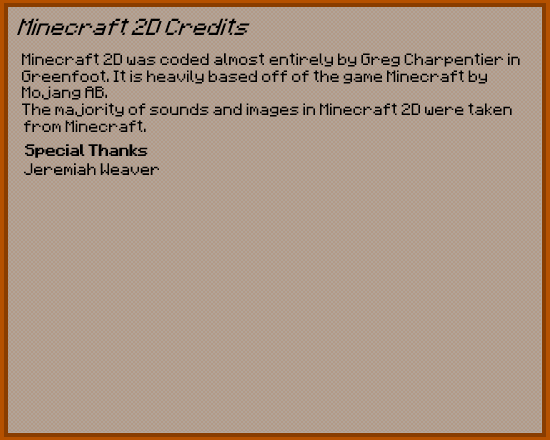 Minecraft 2D Credits
Minecraft 2D was coded almost entirely by Greg Charpentier in
Greenfoot. It is heavily based off of the game Minecraft by
Mojang AB.
The majority of sounds and images in Minecraft 2D were taken
from Minecraft.
Special Thanks
Jeremiah Weaver